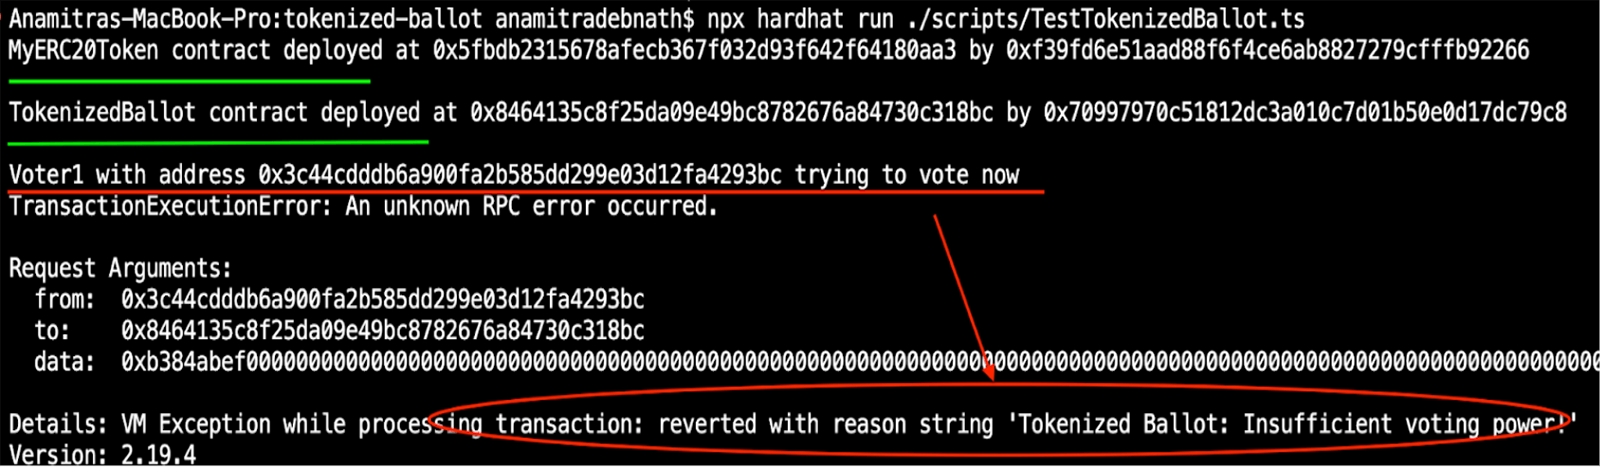 Anamitras-MacBook-Pro:tokenized-ballot anamitradebnath$ npx hardhat run ./scripts/TestTokenizedBallot.ts
MyERC20Token contract deployed at 0x5fbdb2315678afecb367f032d93f642f64180aa3 by 0xf39fd6e51aad88f6f4ce6ab8827279cfffb92266
TokenizedBallot contract deployed at 0x8464135c8f25da09e49bc8782676a84730c318bc by 0x70997970c51812dc3a010c7d01b50e0d17dc79c8
Voter1 with address 0x3c44cdddb6a900fa2b585dd299e03d12fa4293bc trying to vote now
TransactionExecutionError: An unknown RPC error occurred.
Request Arguments:
from: 0x3c44cdddb6a900fa2b585dd299e03d12fa4293bc
to: 0x8464135c8f25da09e49bc8782676a84730c318bc
data: 0xb384abef000000000000000000000000000000000000000000000000000000000000000000000000000000000000000000000000000000000000000000000000
Details: VM Exception while processing transaction: reverted with reason string 'Tokenized Ballot: Insufficient voting power!'
Version: 2.19.4